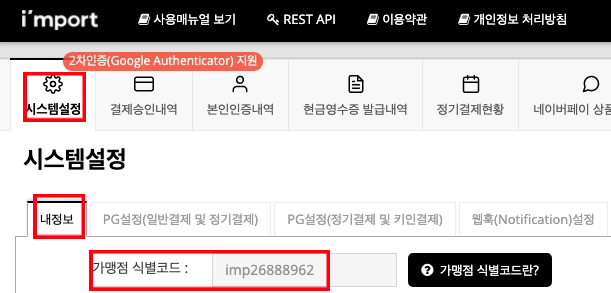 i'mport 사용매뉴얼 보기 REST API 이용약관 개인정보 처리방침
2차인증(Google Authenticator) 지원
시스템설정 결제승인내역 본인인증내역 현금영수증 발급내역 정기결제현황 네이버페이 상품
시스템설정
내정보 PG설정(일반결제 및 정기결제) PG설정(정기결제 및 키인결제) 웹훅(Notification)설정
가맹점 식별코드 : imp26888962 가맹점 식별코드란?